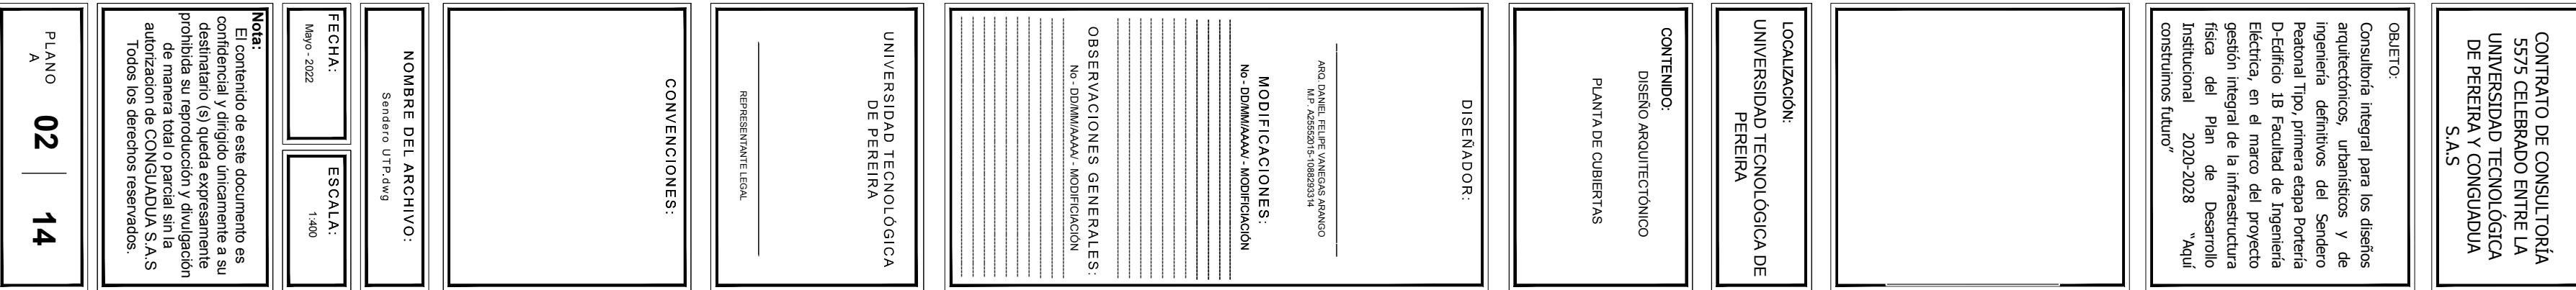 CONTRATO DE CONSULTORÍA
5575 CELEBRADO ENTRE LA
UNIVERSIDAD TECNOLÓGICA
DE PEREIRA Y CONGUADUA
S.A.S
OBJETO:
Consultoría integral para los diseños
arquitectónicos, urbanísticos y de
ingeniería definitivos del Sendero
Peatonal Tipo, primera etapa Portería
D-Edificio 1B Facultad de Ingeniería
Eléctrica, en el marco del proyecto
gestión integral de la infraestructura
física del Plan de Desarrollo
Institucional 2020-2028 “Aquí
construimos futuro”
LOCALIZACIÓN:
UNIVERSIDAD TECNOLÓGICA DE
PEREIRA
CONTENIDO:
DISEÑO ARQUITECTÓNICO
PLANTA DE CUBIERTAS
DISEÑADOR:
ARQ. DANIEL FELIPE VANEGAS ARANGO
M.P. A25552015-1088293314
MODIFICACIONES:
No - DD/MM/AAAA/ - MODIFICIACIÓN
OBSERVACIONES GENERALES:
No - DD/MM/AAAA/ - MODIFICIACIÓN
UNIVERSIDAD TECNOLÓGICA
DE PEREIRA
REPRESENTANTE LEGAL
CONVENCIONES:
NOMBRE DEL ARCHIVO:
Sendero UTP.dwg
FECHA:
Mayo - 2022
ESCALA:
1:400
Nota:
El contenido de este documento es
confidencial y dirigido únicamente a su
destinatario (s) queda expresamente
prohibida su reproducción y divulgación
de manera total o parcial sin la
autorizacion de CONGUADUA S.A.S
Todos los derechos reservados.
PLANO
A
02
14